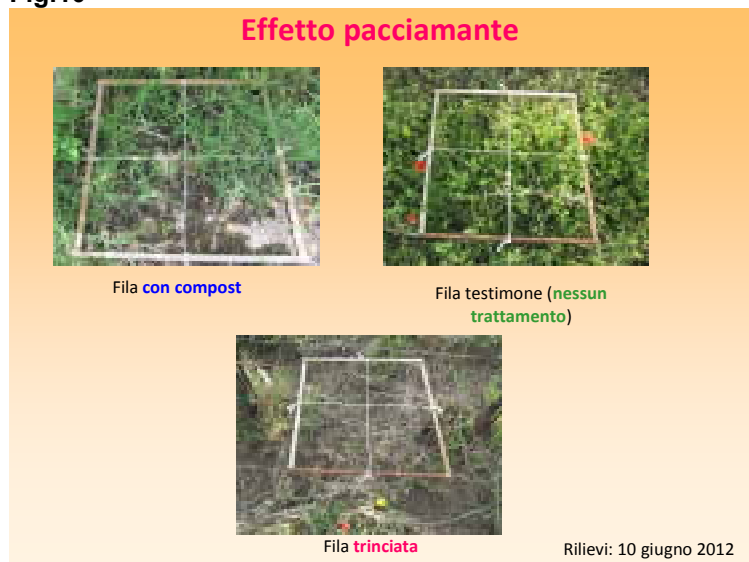 Effetto pacciamante
Fila con compost
Fila testimone (nessun
trattamento)
Fila trinciata
Rilievi: 10 giugno 2012